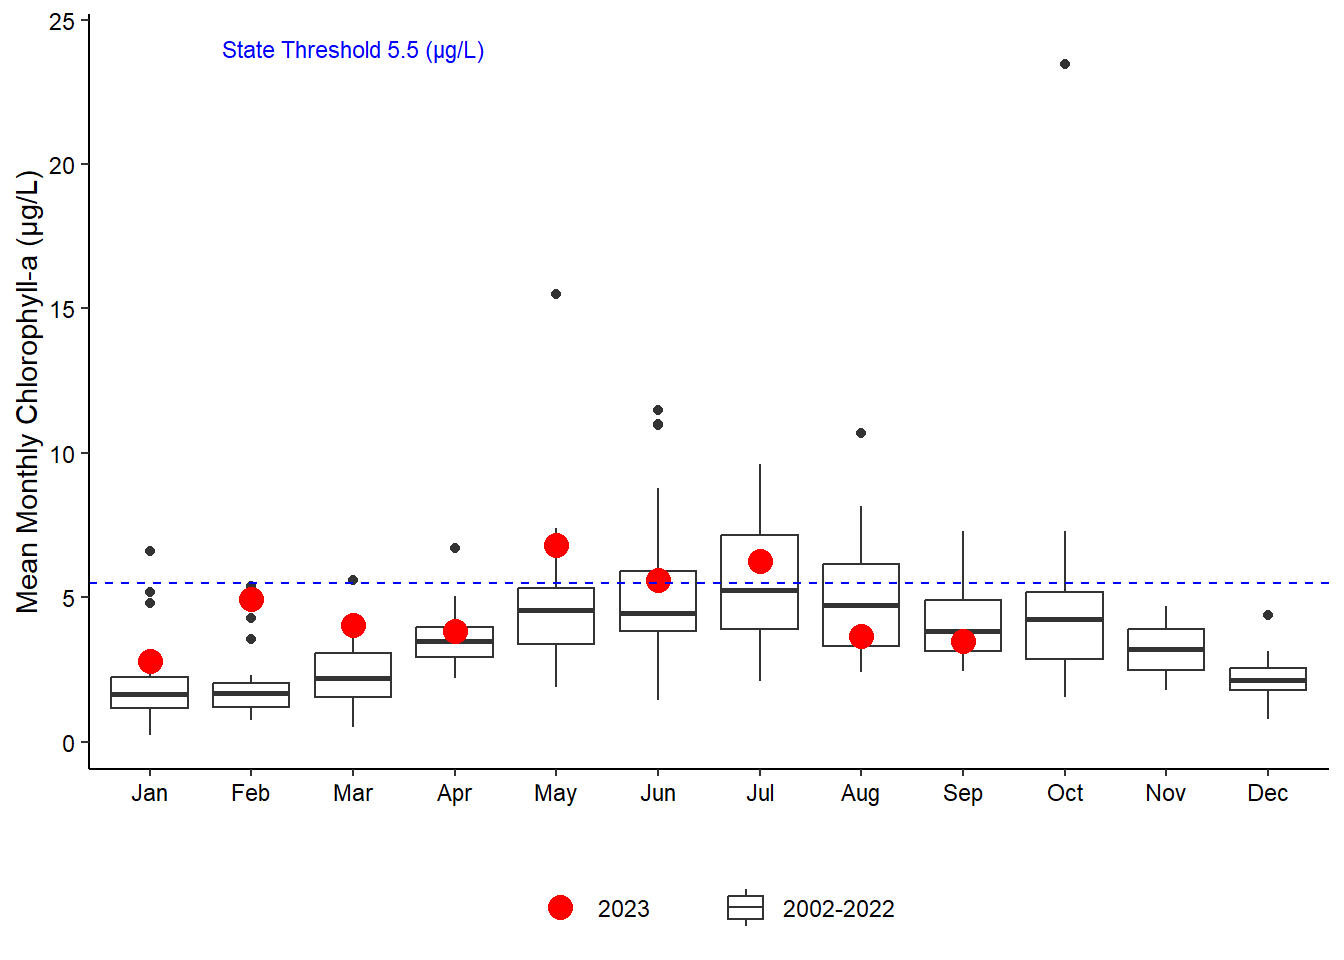 State Threshold 5.5 (µg/L)
Mean Monthly Chlorophyll-a (µg/L)
25
20
15
10
5
0
Jan Feb Mar Apr May Jun Jul Aug Sep Oct Nov Dec
2023 2002-2022